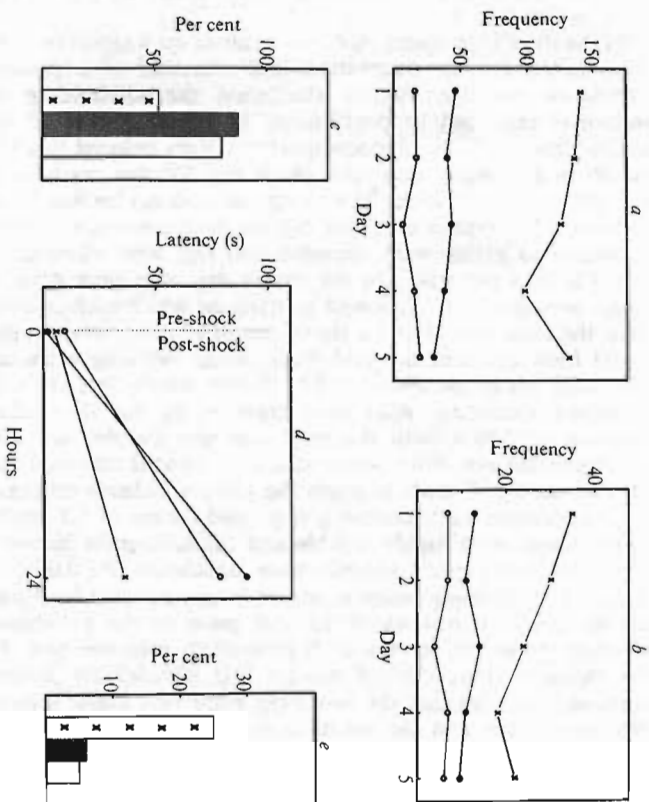 a
Frequency
150
100
50
1 2 3 4 5
Day
b
Frequency
40
20
1 2 3 4 5
Day
c
Per cent
100
50
d
Latency (s)
100
50
Pre-shock
Post-shock
0 24
Hours
e
Per cent
30
20
10